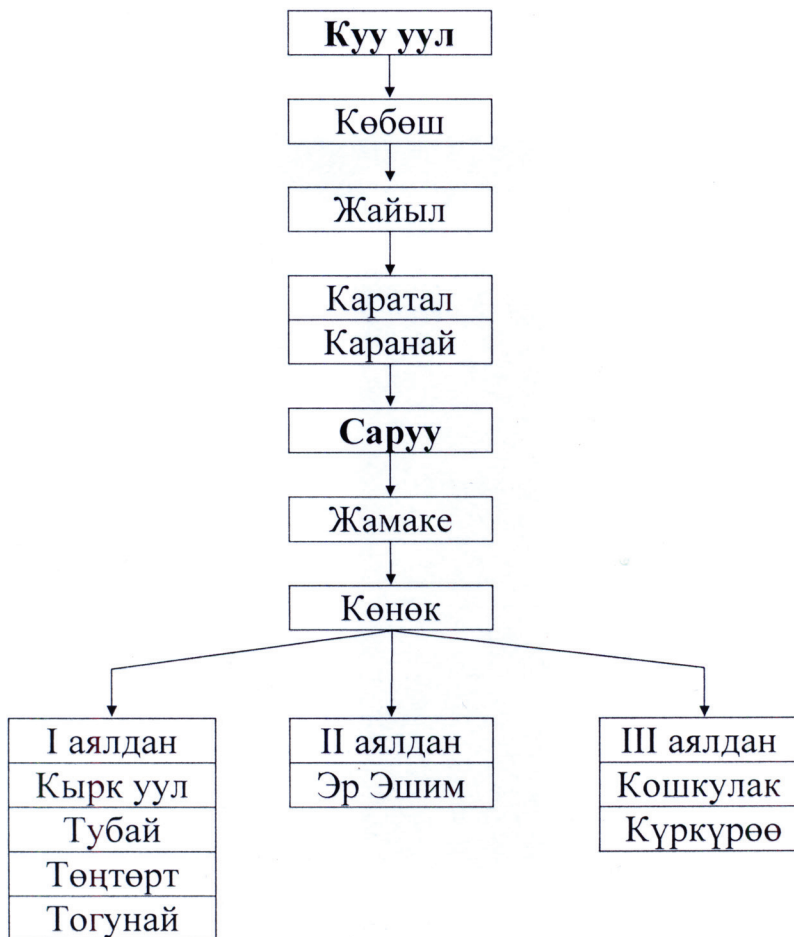 Куу уул
Көбөш
Жайыл
Каратал
Каранай
Саруу
Жамаке
Көнөк
I аялдан
Кырк уул
Тубай
Төңтөрт
Тогунай
II аялдан
Эр Эшим
III аялдан
Кошкулак
Күркүрөө